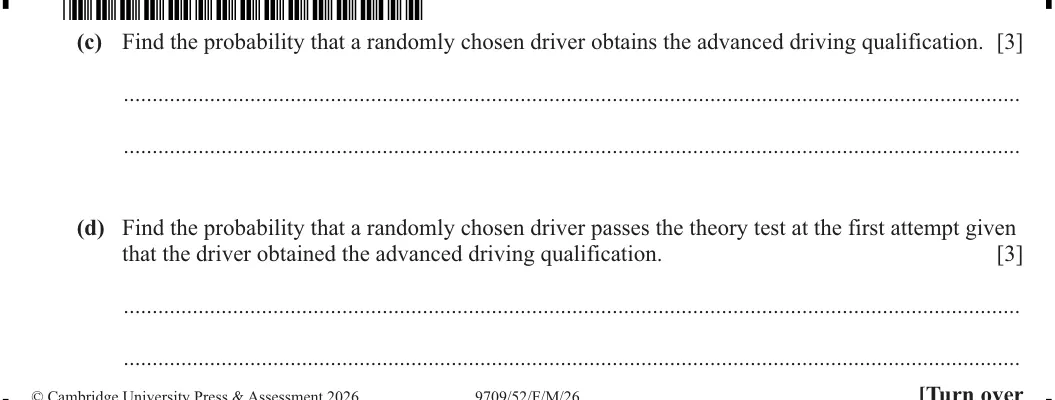 (c) Find the probability that a randomly chosen driver obtains the advanced driving qualification. [3]
(d) Find the probability that a randomly chosen driver passes the theory test at the first attempt given
that the driver obtained the advanced driving qualification. [3]
© Cambridge University Press & Assessment 2026 9709/52/F/M/26 [Turn over